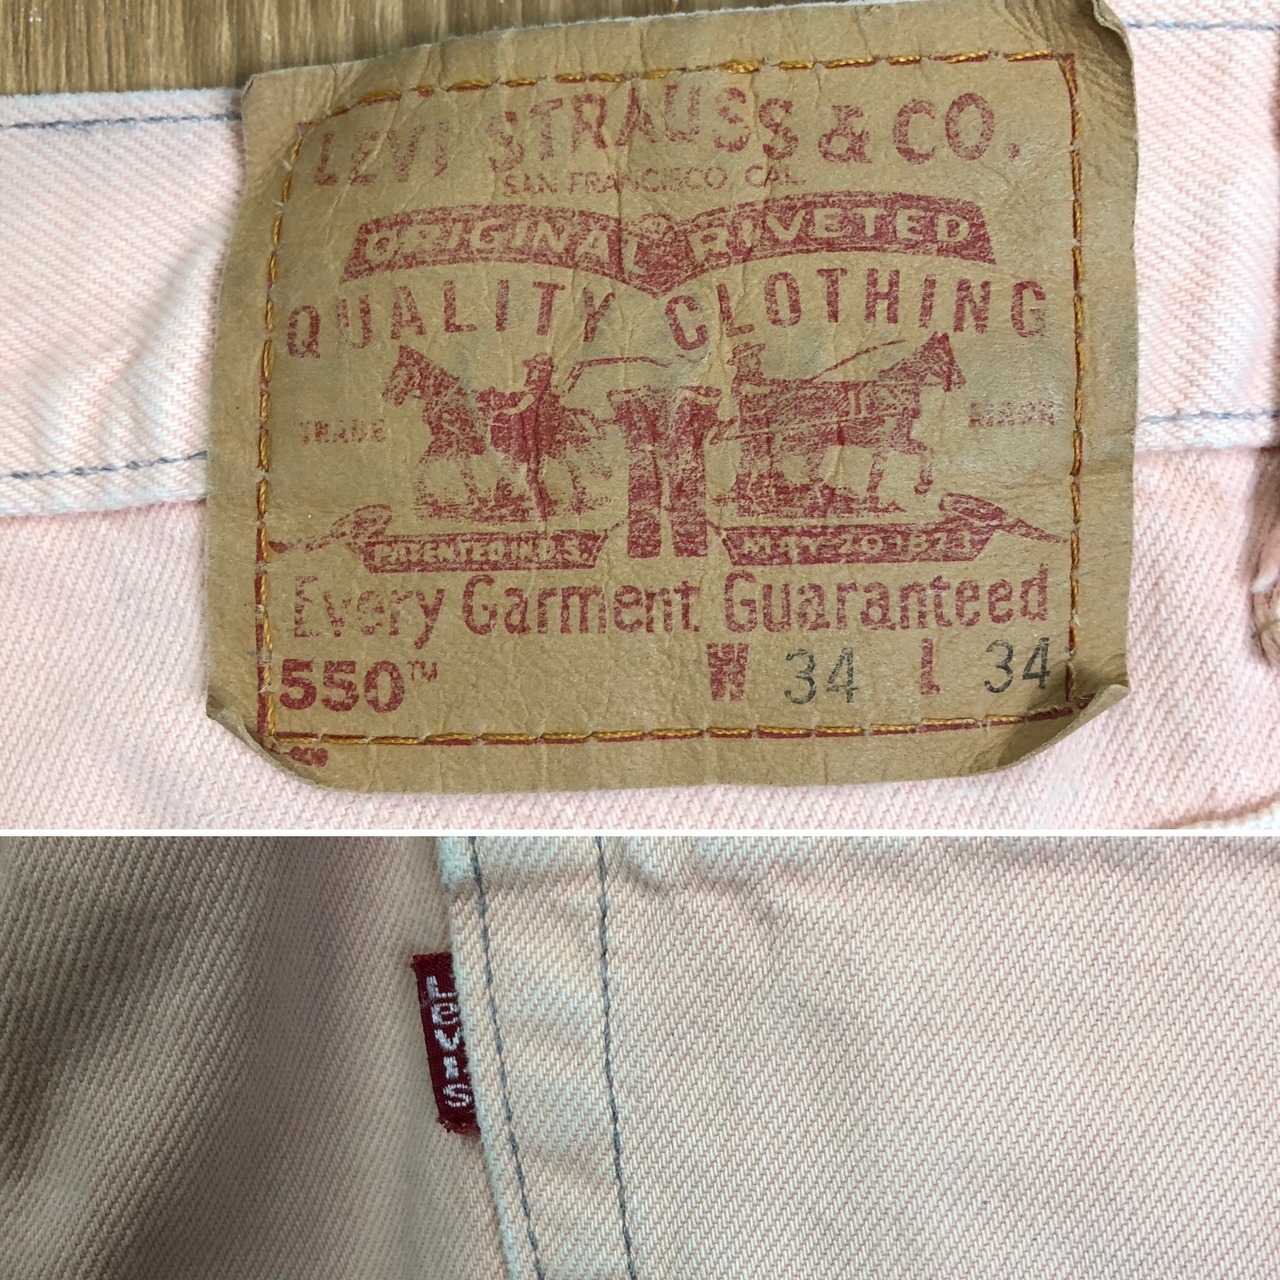 LEVI STRAUSS & CO.
SAN FRANCISCO, CAL.
ORIGINAL ® RIVETED
QUALITY CLOTHING
TRADE MARK
PATENTED IN U.S. MAY 20 1873
Every Garment Guaranteed
550™ W 34 L 34
LEVI'S